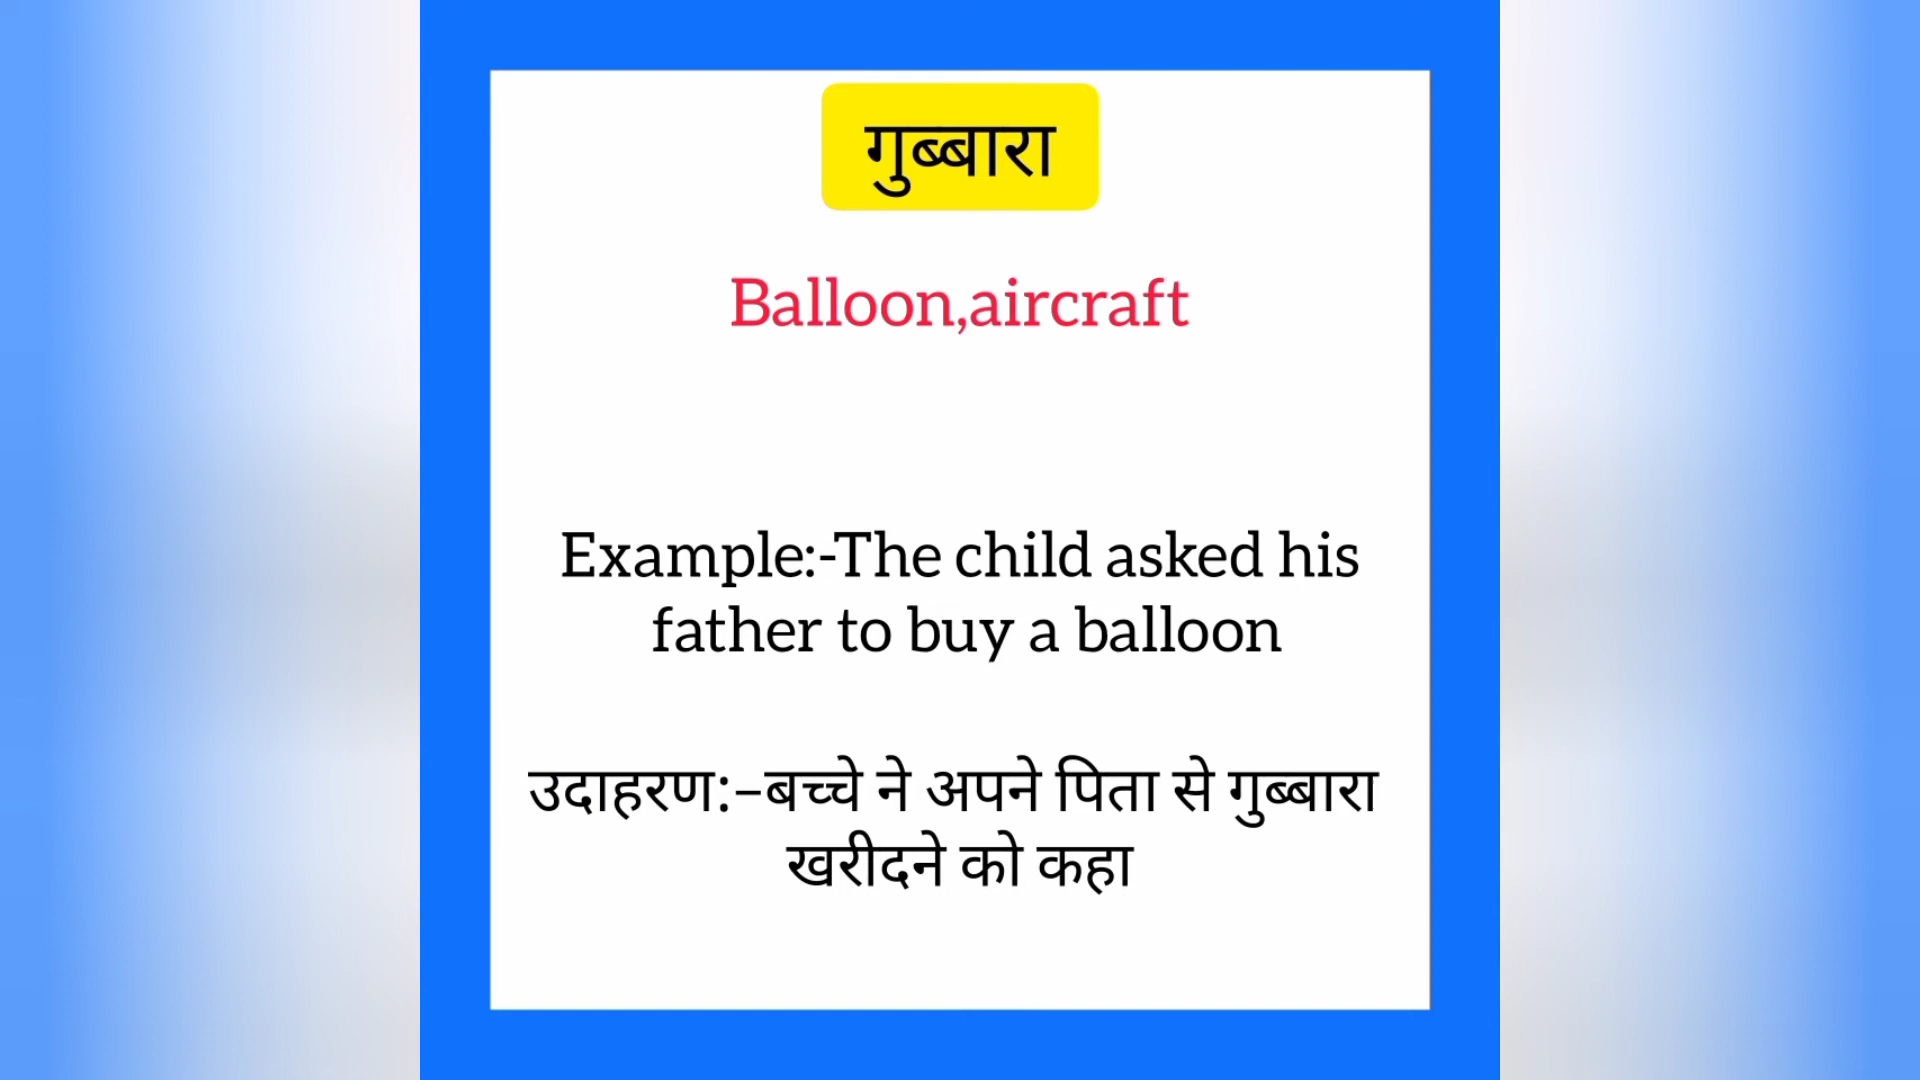 गुब्बारा
Balloon,aircraft
Example:-The child asked his
father to buy a balloon
उदाहरण:–बच्चे ने अपने पिता से गुब्बारा
खरीदने को कहा